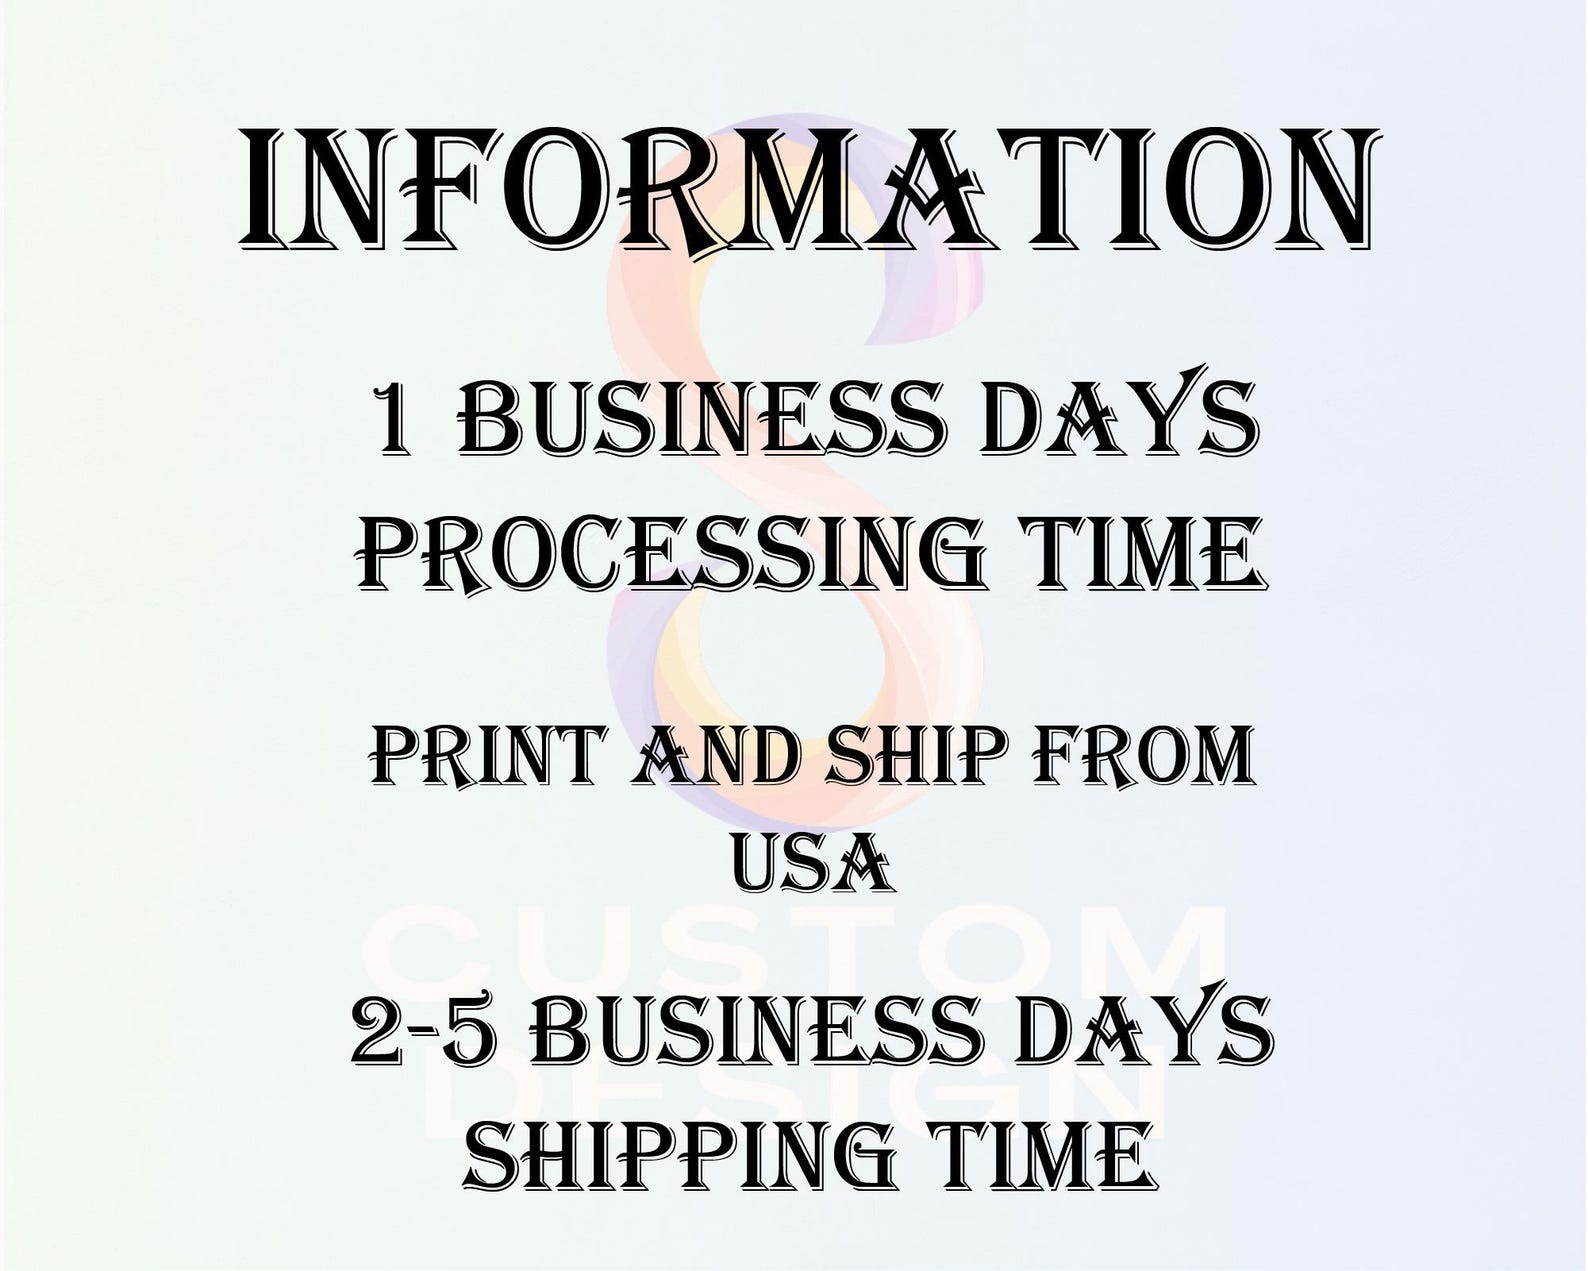 INFORMATION
1 BUSINESS DAYS
PROCESSING TIME
PRINT AND SHIP FROM
USA
CUSTOM
2-5 BUSINESS DAYS
DESIGN
SHIPPING TIME